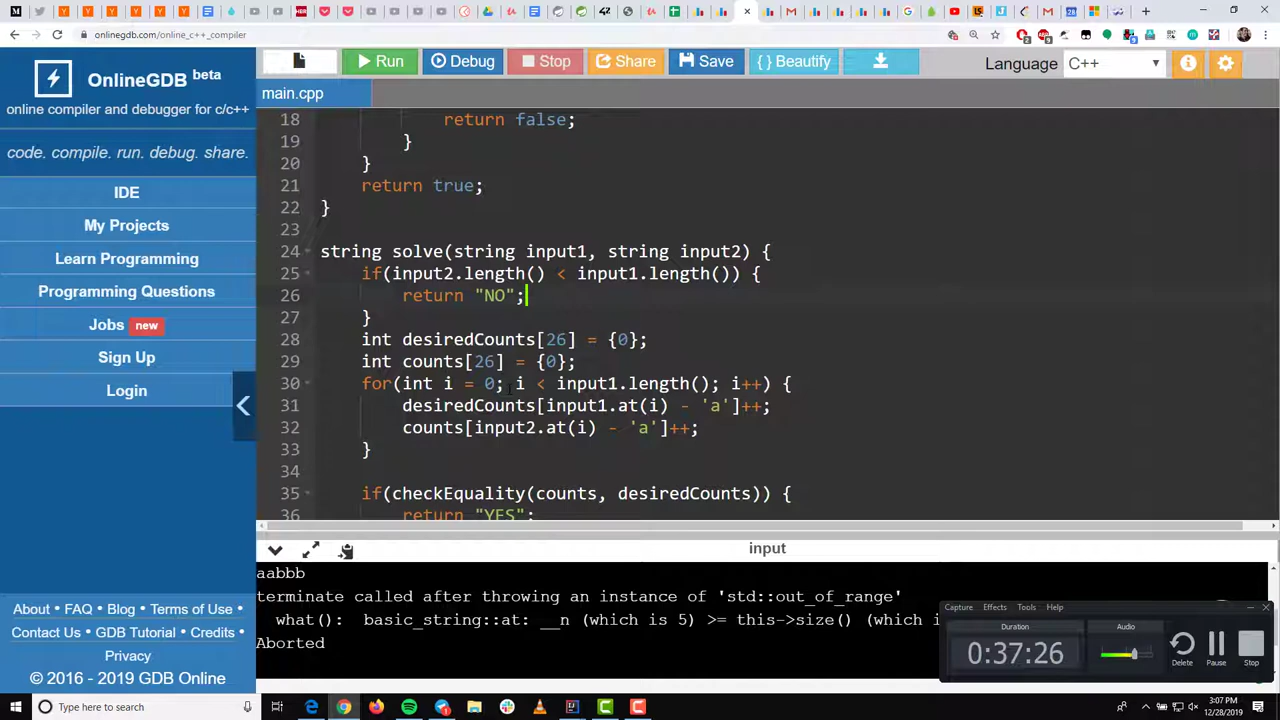 onlinegdb.com/online_c++_compiler
OnlineGDB beta
online compiler and debugger for c/c++
code. compile. run. debug. share.
IDE
My Projects
Learn Programming
Programming Questions
Jobs new
Sign Up
Login
About • FAQ • Blog • Terms of Use •
Contact Us • GDB Tutorial • Credits •
Privacy
© 2016 - 2019 GDB Online
Run Debug Stop Share Save { } Beautify
Language C++
main.cpp
18 return false;
19 }
20 }
21 return true;
22 }
23
24 string solve(string input1, string input2) {
25 if(input2.length() < input1.length()) {
26 return "NO";
27 }
28 int desiredCounts[26] = {0};
29 int counts[26] = {0};
30 for(int i = 0; i < input1.length(); i++) {
31 desiredCounts[input1.at(i) - 'a']++;
32 counts[input2.at(i) - 'a']++;
33 }
34
35 if(checkEquality(counts, desiredCounts)) {
36 return "YES";
input
aabbb
terminate called after throwing an instance of 'std::out_of_range'
what(): basic_string::at: __n (which is 5) >= this->size() (which i
Aborted
Capture Effects Tools Help
Duration
0:37:26
Audio
Delete Pause Stop
Type here to search
3:07 PM
12/28/2019